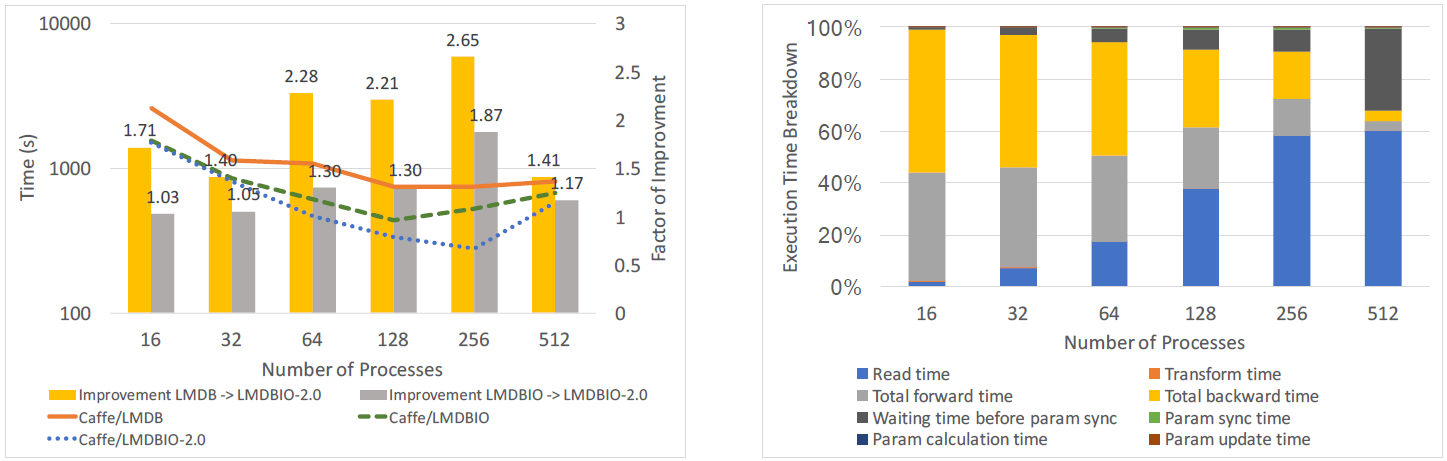 10000
1000
100
Time (s)
3
2.5
2
1.5
1
0.5
0
Factor of Improvment
1.71
1.03
1.40
1.05
2.28
1.30
2.21
1.30
2.65
1.87
1.41
1.17
16 32 64 128 256 512
Number of Processes
Improvement LMDB -> LMDBIO-2.0 Improvement LMDBIO -> LMDBIO-2.0
Caffe/LMDB Caffe/LMDBIO
Caffe/LMDBIO-2.0
100%
80%
60%
40%
20%
0%
Execution Time Breakdown
16 32 64 128 256 512
Number of Processes
Read time Transform time
Total forward time Total backward time
Waiting time before param sync Param sync time
Param calculation time Param update time